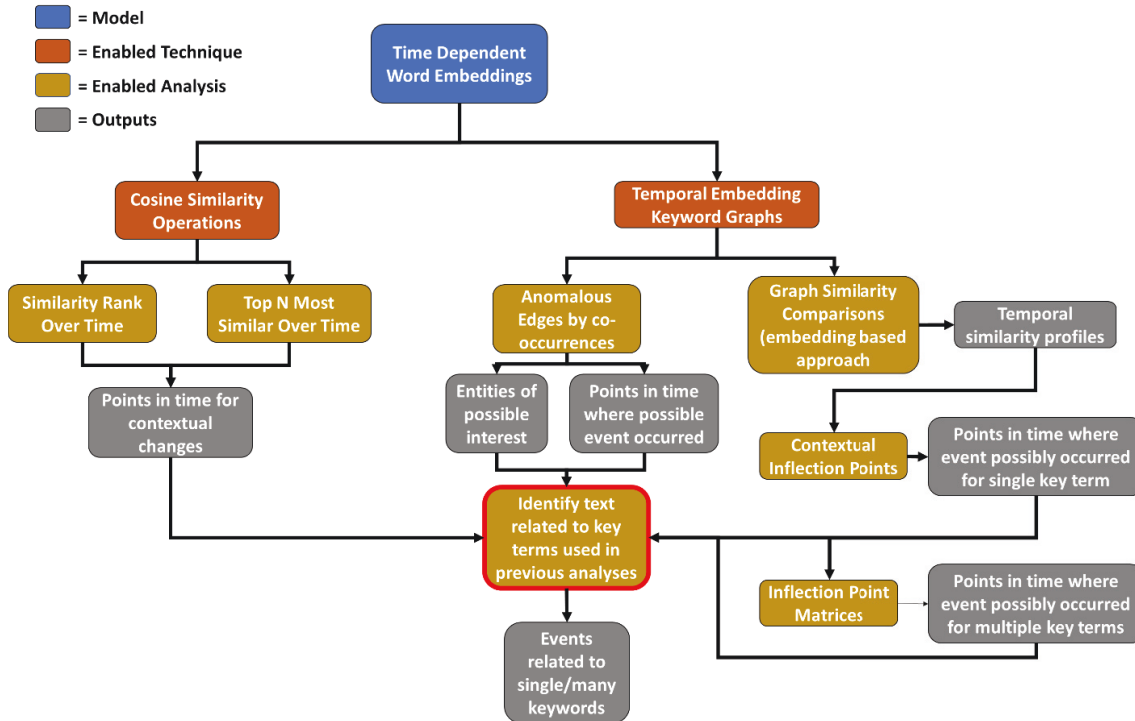 = Model
= Enabled Technique
= Enabled Analysis
= Outputs
Time Dependent
Word Embeddings
Cosine Similarity
Operations
Temporal Embedding
Keyword Graphs
Similarity Rank
Over Time
Top N Most
Similar Over Time
Anomalous
Edges by co-
occurrences
Graph Similarity
Comparisons
(embedding based
approach
Temporal
similarity profiles
Points in time for
contextual
changes
Entities of
possible
interest
Points in time
where possible
event occurred
Contextual
Inflection Points
Points in time where
event possibly occurred
for single key term
Identify text
related to key
terms used in
previous analyses
Inflection Point
Matrices
Points in time where
event possibly occurred
for multiple key terms
Events
related to
single/many
keywords